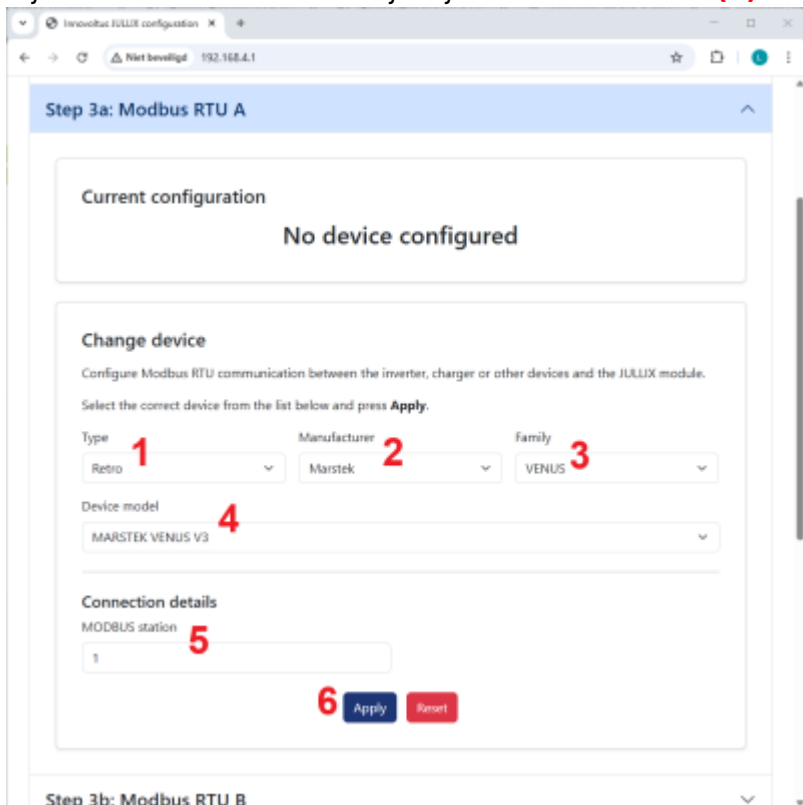 Innovoltus JULLIX configuration
Niet beveiligd 192.168.4.1
Step 3a: Modbus RTU A
Current configuration
No device configured
Change device
Configure Modbus RTU communication between the inverter, charger or other devices and the JULLIX module.
Select the correct device from the list below and press Apply.
Type 1 Manufacturer 2 Family 3
Retro Marstek VENUS
Device model 4
MARSTEK VENUS V3
Connection details
MODBUS station 5
1
6 Apply Reset
Step 3b: Modbus RTU B